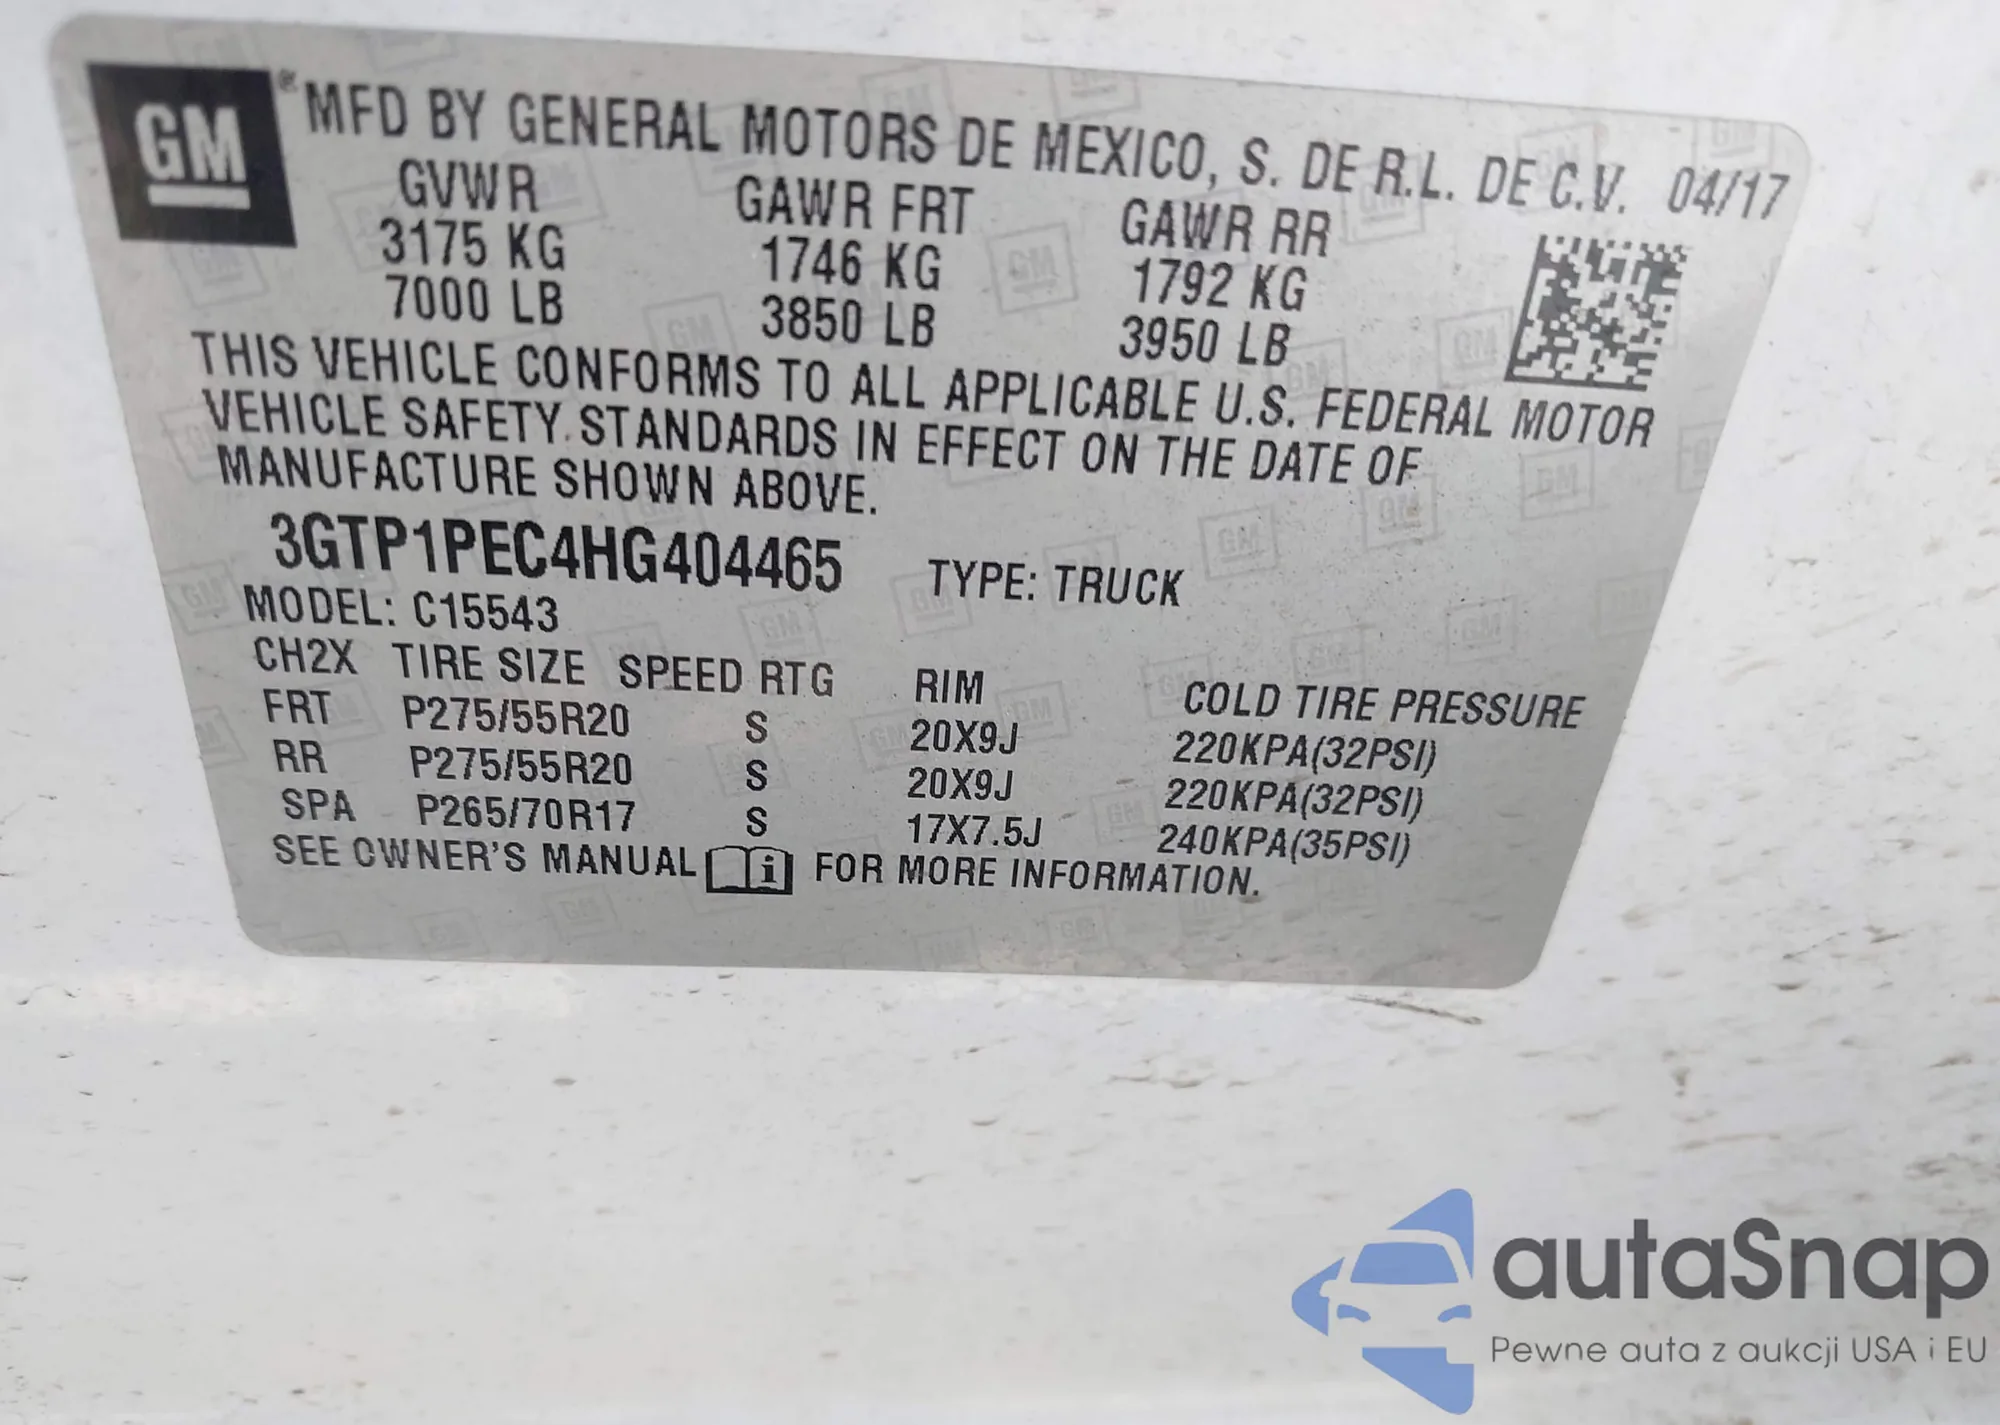 GM ® MFD BY GENERAL MOTORS DE MEXICO, S. DE R.L. DE C.V. 04/17
GVWR GAWR FRT GAWR RR
3175 KG 1746 KG 1792 KG
7000 LB 3850 LB 3950 LB
THIS VEHICLE CONFORMS TO ALL APPLICABLE U.S. FEDERAL MOTOR
VEHICLE SAFETY STANDARDS IN EFFECT ON THE DATE OF
MANUFACTURE SHOWN ABOVE.
3GTP1PEC4HG404465 TYPE: TRUCK
MODEL: C15543
CH2X TIRE SIZE SPEED RTG RIM COLD TIRE PRESSURE
FRT P275/55R20 S 20X9J 220KPA(32PSI)
RR P275/55R20 S 20X9J 220KPA(32PSI)
SPA P265/70R17 S 17X7.5J 240KPA(35PSI)
SEE OWNER'S MANUAL i FOR MORE INFORMATION.
autaSnap
Pewne auta z aukcji USA i EU